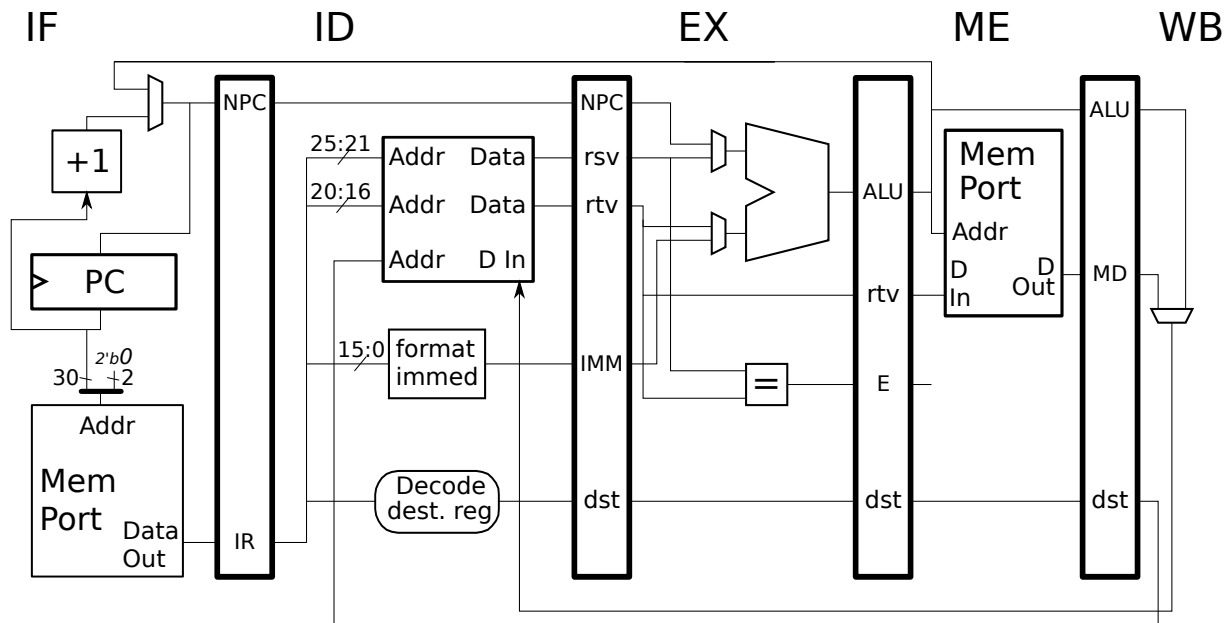 IF ID EX ME WB
NPC NPC ALU
25:21 Addr Data rsv
+1
20:16 Addr Data rtv
Mem
Port
ALU
Addr
Addr D In
PC
D
In
D
Out
MD
rtv
15:0 format
immed
IMM
2'b0
30 2
=
E
Addr
Mem
Port
Data
Out
IR
Decode
dest. reg
dst dst dst